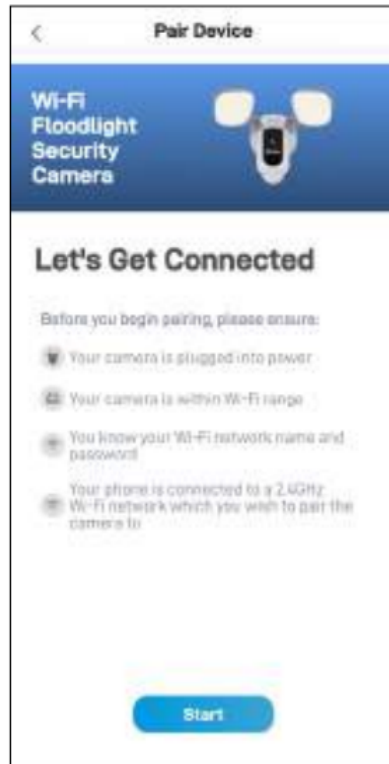 Pair Device
Wi-Fi
Floodlight
Security
Camera
Let's Get Connected
Before you begin pairing, please ensure:
Your camera is plugged into power
Your camera is within Wi-Fi range
You know your Wi-Fi network name and
password
Your phone is connected to a 2.4GHz
Wi-Fi network which you wish to pair the
camera to
Start